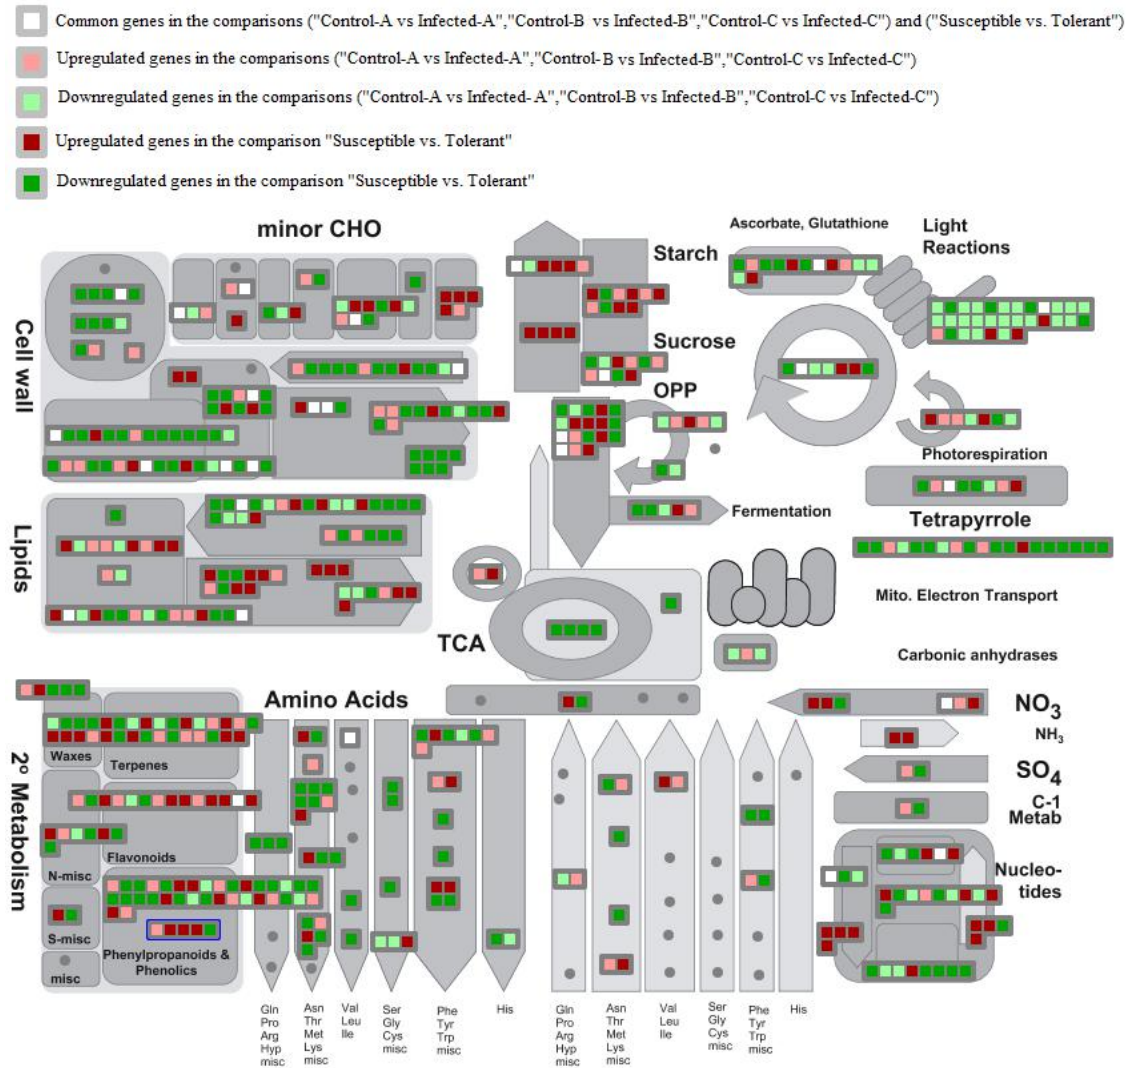 Common genes in the comparisons ("Control-A vs Infected-A","Control-B vs Infected-B","Control-C vs Infected-C") and ("Susceptible vs. Tolerant")
Upregulated genes in the comparisons ("Control-A vs Infected-A","Control-B vs Infected-B","Control-C vs Infected-C")
Downregulated genes in the comparisons ("Control-A vs Infected- A","Control-B vs Infected-B","Control-C vs Infected-C")
Upregulated genes in the comparison "Susceptible vs. Tolerant"
Downregulated genes in the comparison "Susceptible vs. Tolerant"
minor CHO
Starch
Ascorbate, Glutathione
Light
Reactions
Cell wall
Sucrose
OPP
Photorespiration
Lipids
Fermentation
Tetrapyrrole
Mito. Electron Transport
TCA
Carbonic anhydrases
Amino Acids
NO3
NH3
SO4
C-1
Metab
2º Metabolism
Waxes
Terpenes
Flavonoids
N-misc
S-misc
Phenylpropanoids &
Phenolics
misc
Nucleo-
tides
Gln
Pro
Arg
Hyp
misc
Asn
Thr
Met
Lys
misc
Val
Leu
Ile
Ser
Gly
Cys
misc
Phe
Tyr
Trp
misc
His
Gln
Pro
Arg
Hyp
misc
Asn
Thr
Met
Lys
misc
Val
Leu
Ile
Ser
Gly
Cys
misc
Phe
Tyr
Trp
misc
His